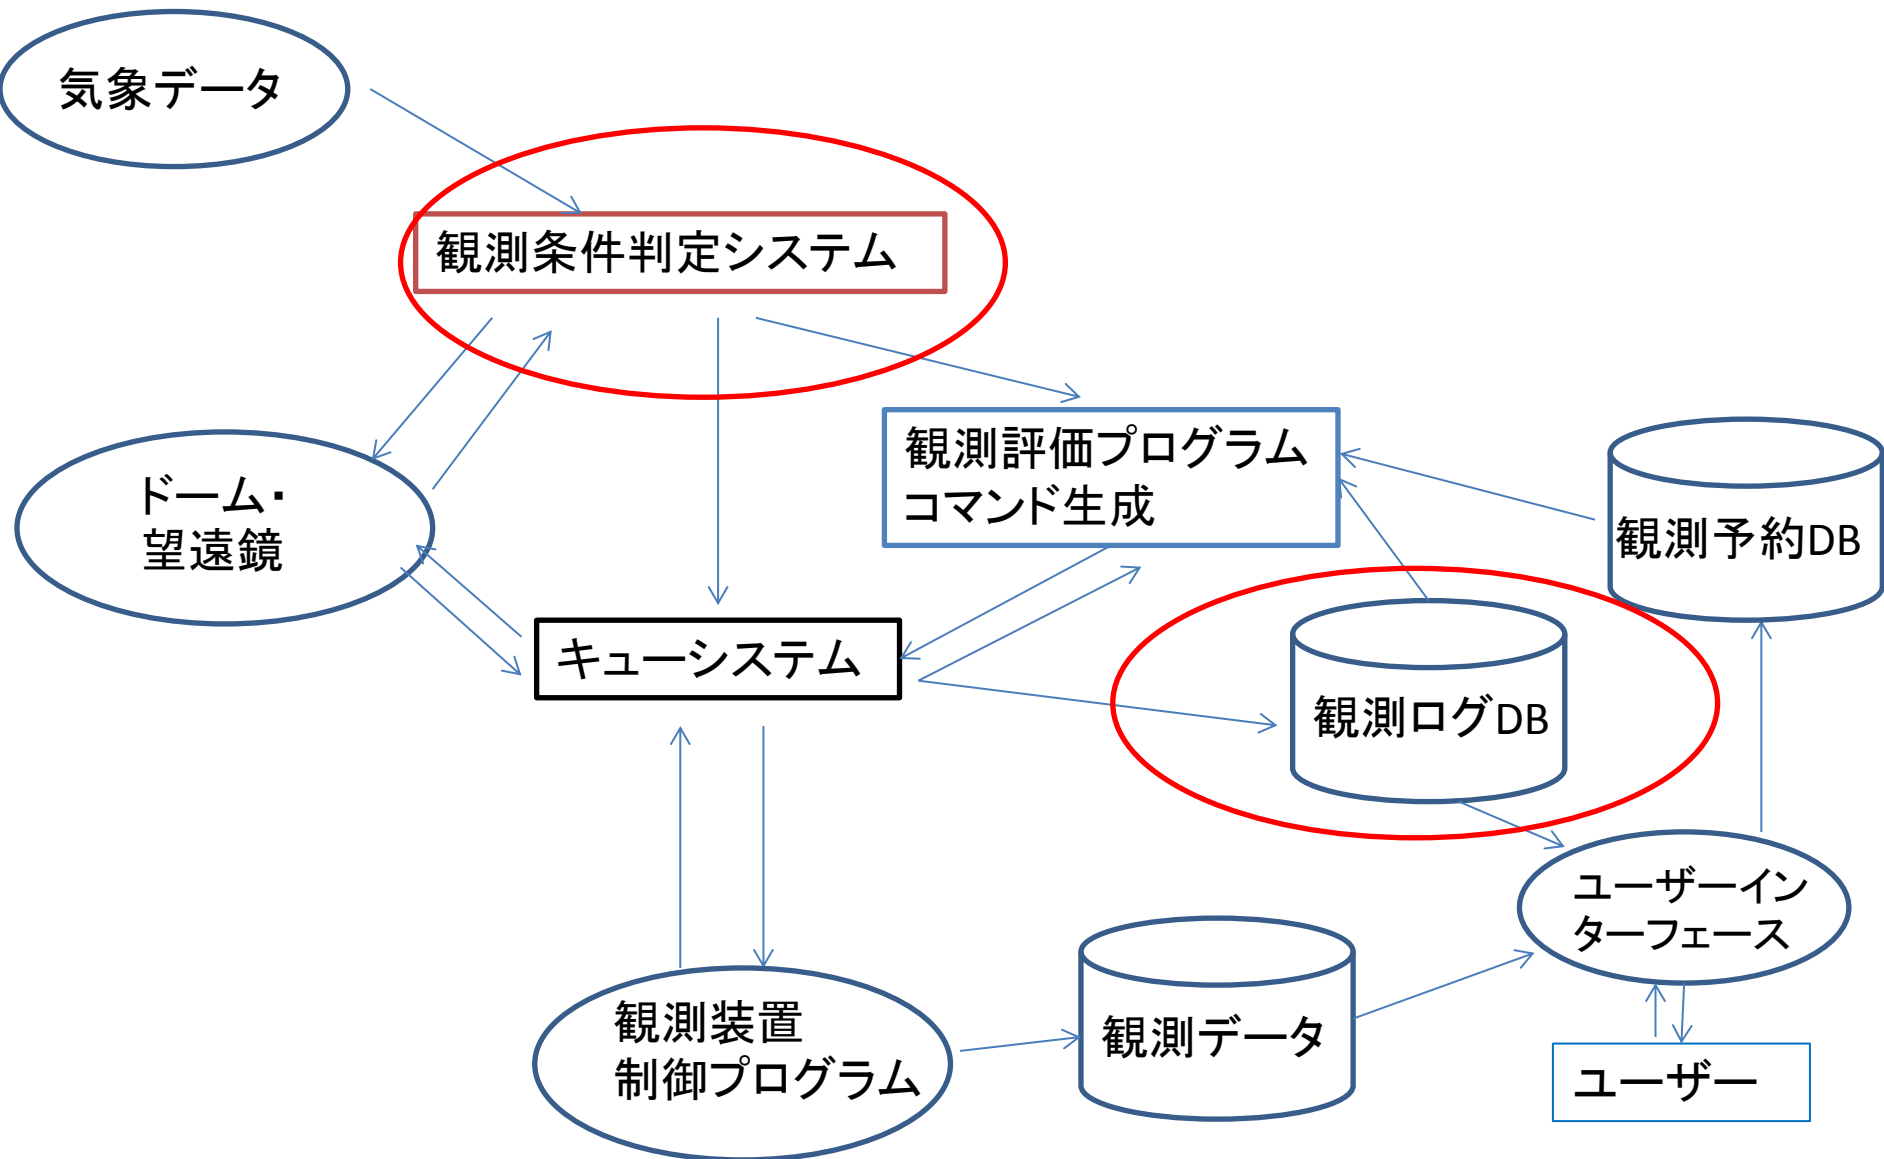 気象データ
観測条件判定システム
観測評価プログラム
コマンド生成
ドーム・
望遠鏡
観測予約DB
キューシステム
観測ログDB
ユーザーイン
ターフェース
観測装置
制御プログラム
観測データ
ユーザー